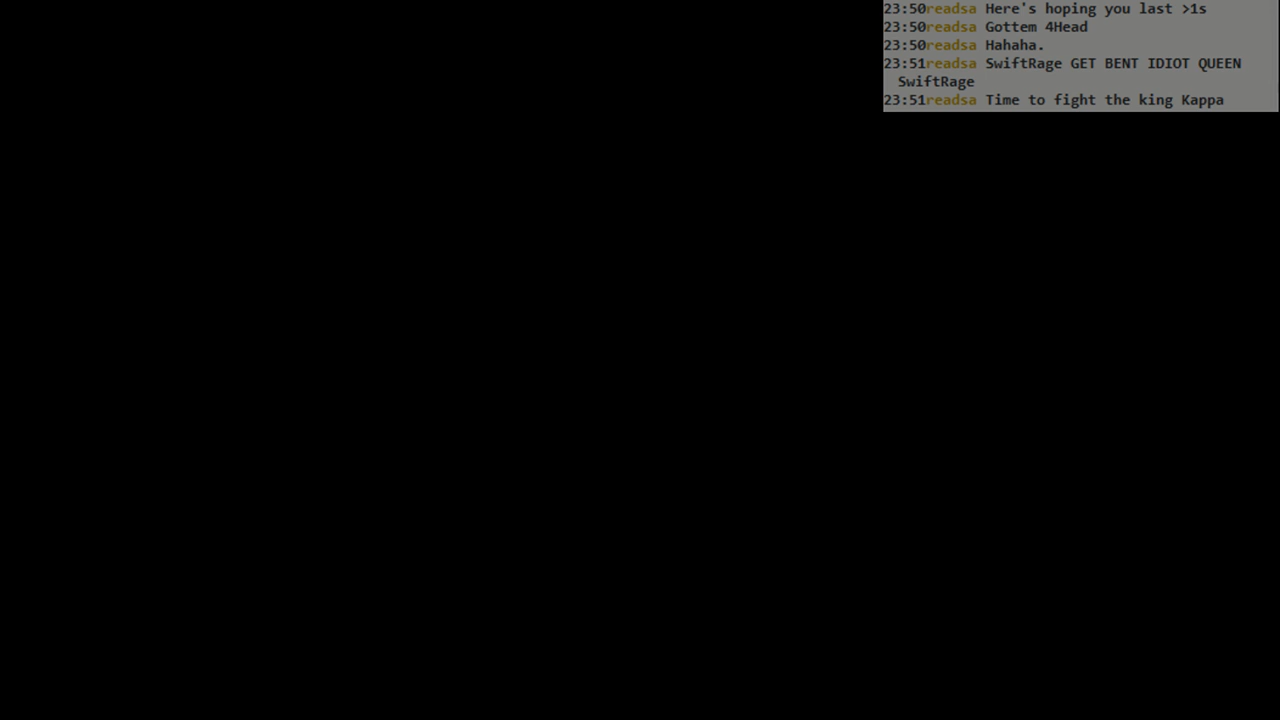 23:50readsa Here's hoping you last >1s
23:50readsa Gottem 4Head
23:50readsa Hahaha.
23:51readsa SwiftRage GET BENT IDIOT QUEEN
SwiftRage
23:51readsa Time to fight the king Kappa